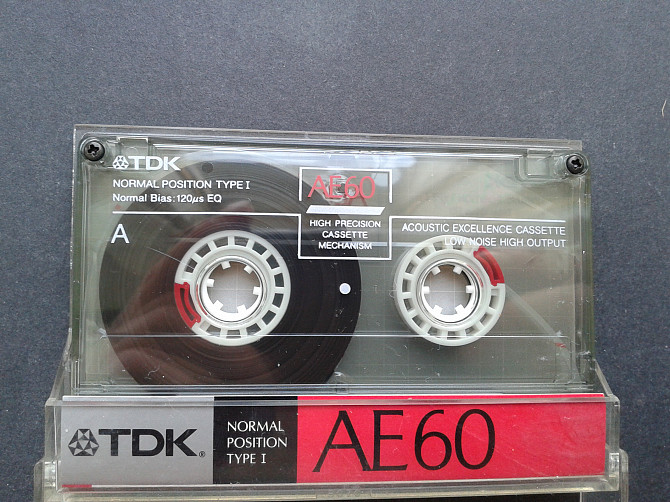 TDK
NORMAL POSITION TYPE I
Normal Bias:120µs EQ
A
AE60
HIGH PRECISION
CASSETTE
MECHANISM
ACOUSTIC EXCELLENCE CASSETTE
LOW NOISE HIGH OUTPUT
TDK®
NORMAL
POSITION
TYPE I
AE60